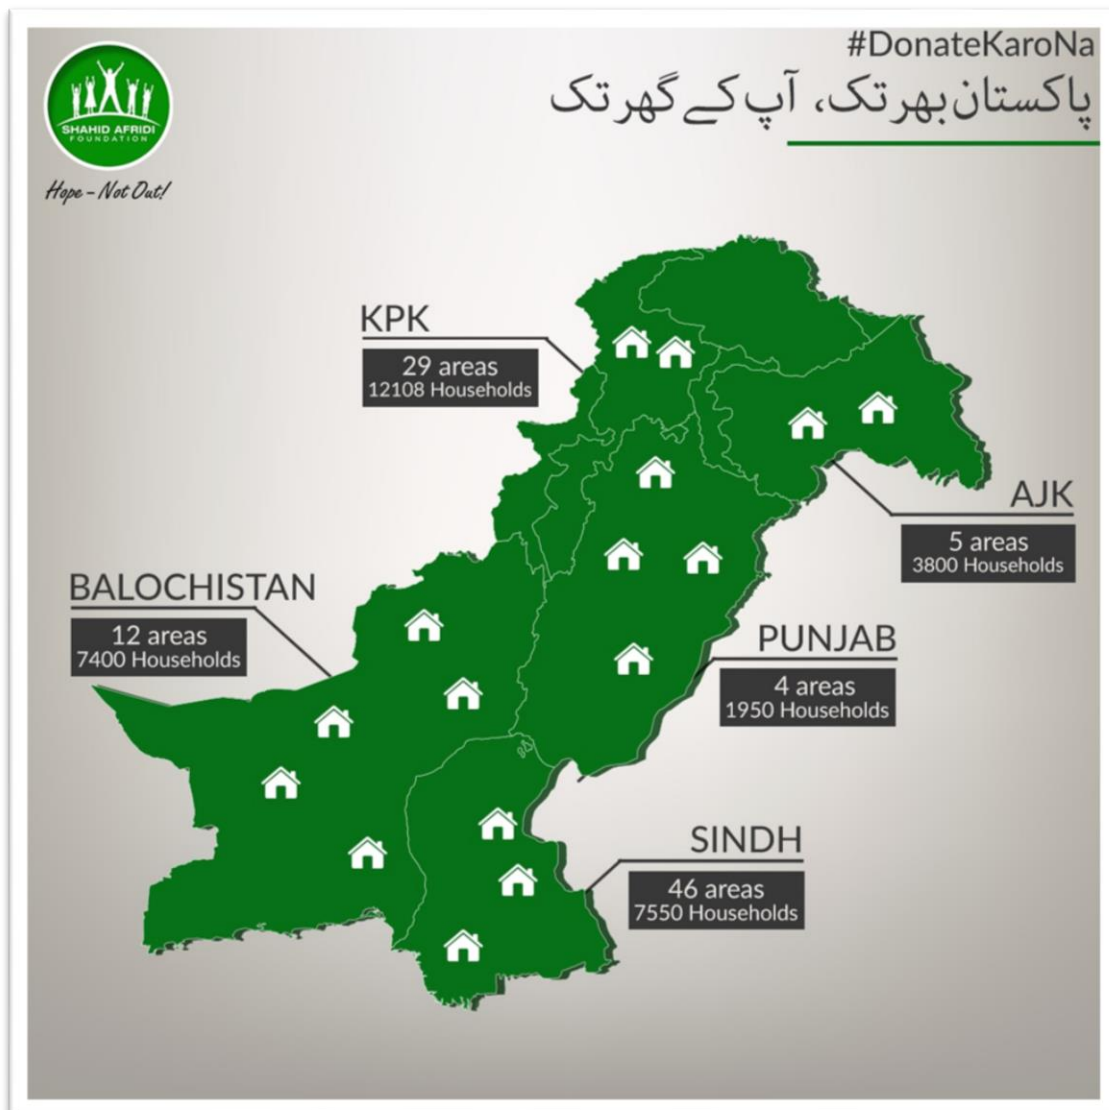 #DonateKaroNa
پاکستان بھر تک، آپ کے گھر تک
SHAHID AFRIDI
FOUNDATION
Hope – Not Out!
KPK
29 areas
12108 Households
AJK
5 areas
3800 Households
BALOCHISTAN
12 areas
7400 Households
PUNJAB
4 areas
1950 Households
SINDH
46 areas
7550 Households